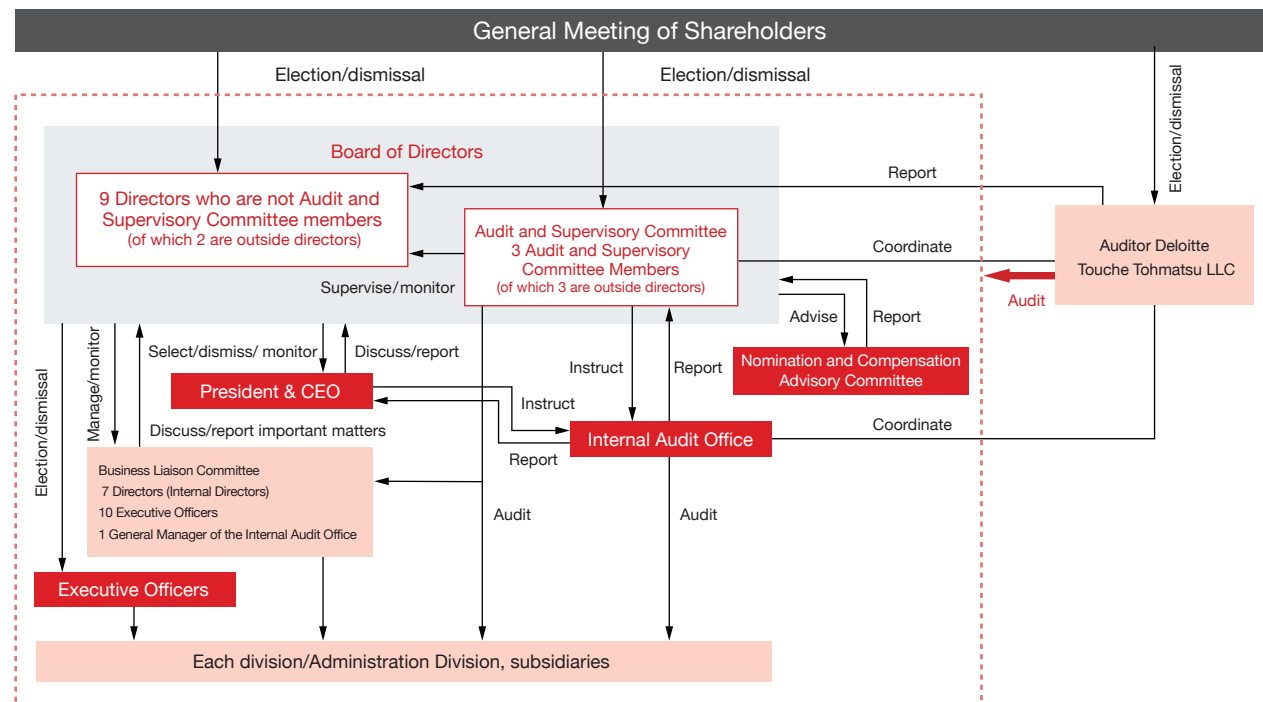 General Meeting of Shareholders
Election/dismissal
Election/dismissal
Election/dismissal
Board of Directors
9 Directors who are not Audit and
Supervisory Committee members
(of which 2 are outside directors)
Report
Audit and Supervisory Committee
3 Audit and Supervisory
Committee Members
(of which 3 are outside directors)
Coordinate
Auditor Deloitte
Touche Tohmatsu LLC
Audit
Supervise/monitor
Advise
Report
Nomination and Compensation
Advisory Committee
Election/dismissal
Manage/monitor
Select/dismiss/ monitor
Discuss/report
President & CEO
Instruct
Report
Instruct
Report
Internal Audit Office
Coordinate
Discuss/report important matters
Business Liaison Committee
7 Directors (Internal Directors)
10 Executive Officers
1 General Manager of the Internal Audit Office
Audit
Audit
Executive Officers
Each division/Administration Division, subsidiaries